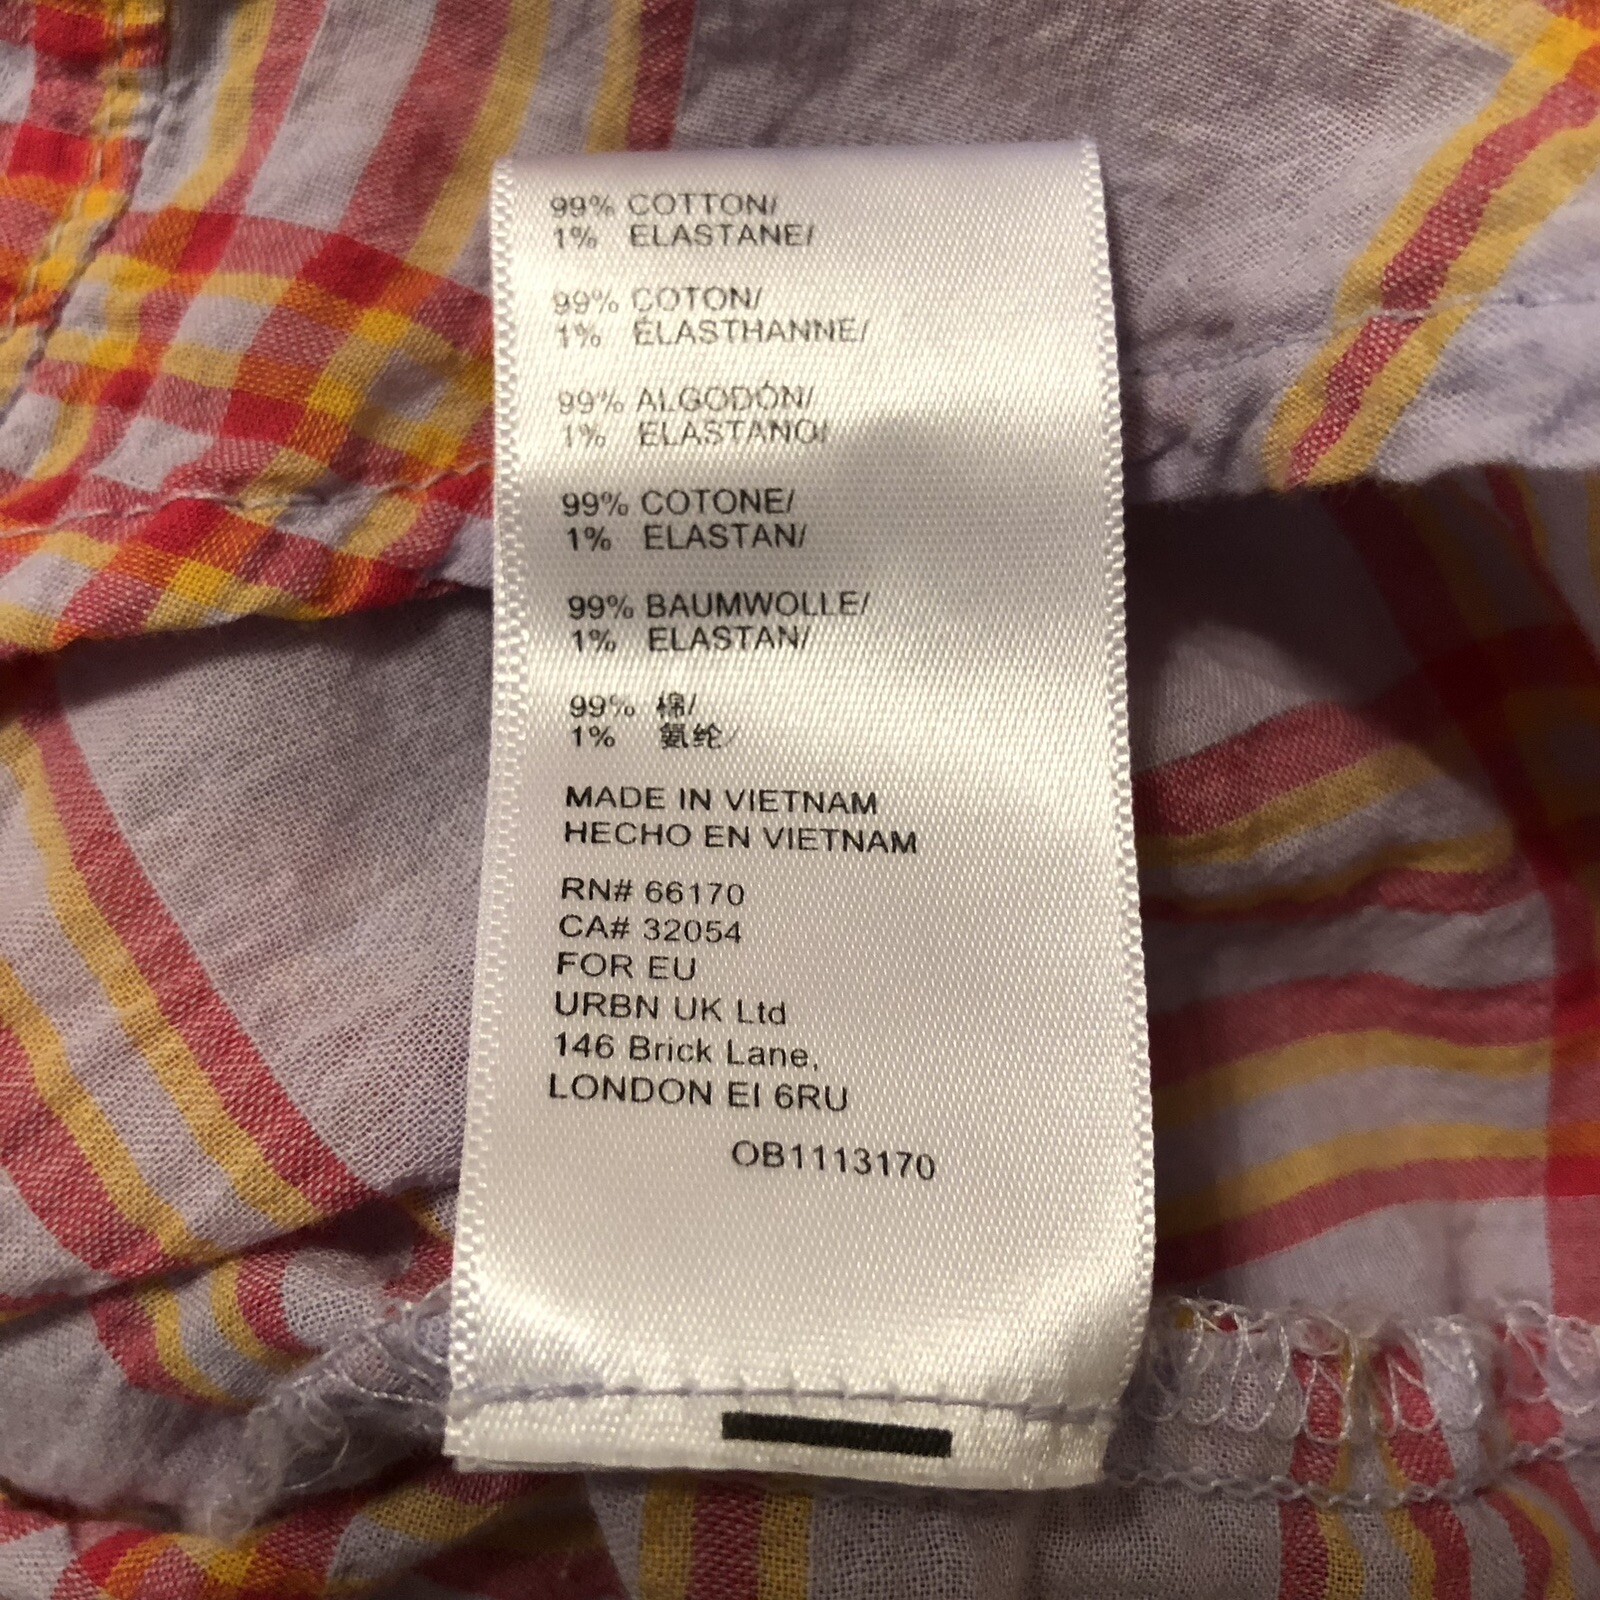 99% COTTON/
1% ELASTANE/
99% COTON/
1% ÉLASTHANNE/
99% ALGODÓN/
1% ELASTANO/
99% COTONE/
1% ELASTAN/
99% BAUMWOLLE/
1% ELASTAN/
99% 棉/
1% 氨纶/
MADE IN VIETNAM
HECHO EN VIETNAM
RN# 66170
CA# 32054
FOR EU
URBN UK Ltd
146 Brick Lane,
LONDON EI 6RU
OB1113170